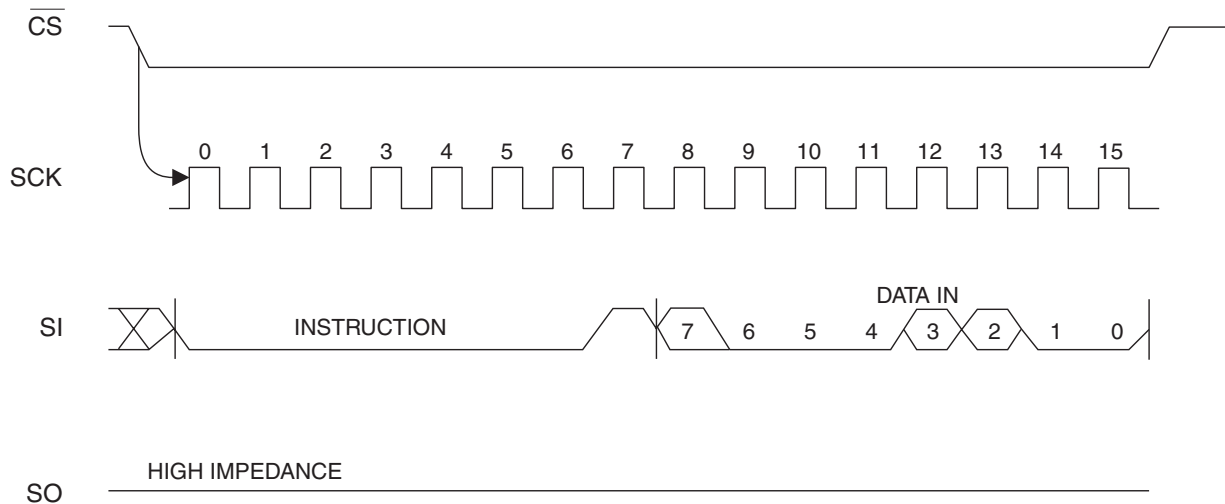 CS
0 1 2 3 4 5 6 7 8 9 10 11 12 13 14 15
SCK
DATA IN
SI INSTRUCTION 7 6 5 4 3 2 1 0
HIGH IMPEDANCE
SO